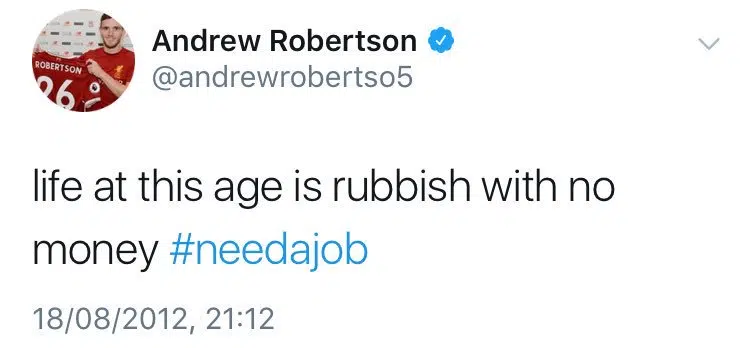 Andrew Robertson
@andrewrobertso5
ROBERTSON
26
life at this age is rubbish with no
money #needajob
18/08/2012, 21:12